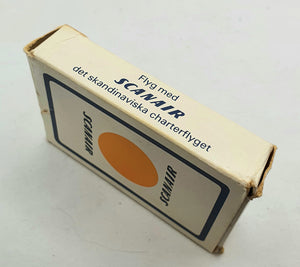 Flyg med
SCANAIR
det skandinaviska charterflyget
SCANAIR
SCANAIR